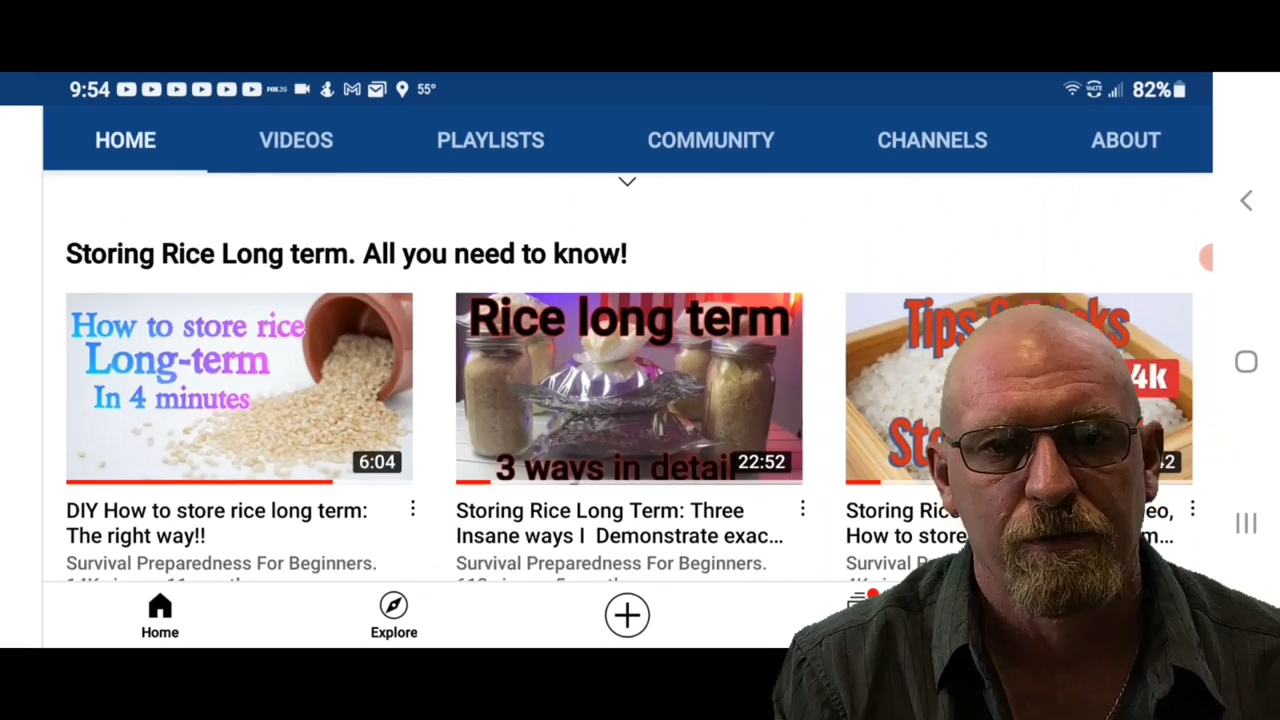 9:54 FOX 35 55° VoLTE 82%
HOME VIDEOS PLAYLISTS COMMUNITY CHANNELS ABOUT
Storing Rice Long term. All you need to know!
How to store rice
Long-term
In 4 minutes
6:04
Rice long term
3 ways in detail
22:52
Tips
4k
DIY How to store rice long term:
The right way!!
Survival Preparedness For Beginners.
Storing Rice Long Term: Three
Insane ways I Demonstrate exac...
Survival Preparedness For Beginners.
Storing
How to store
Survival
Home
Explore